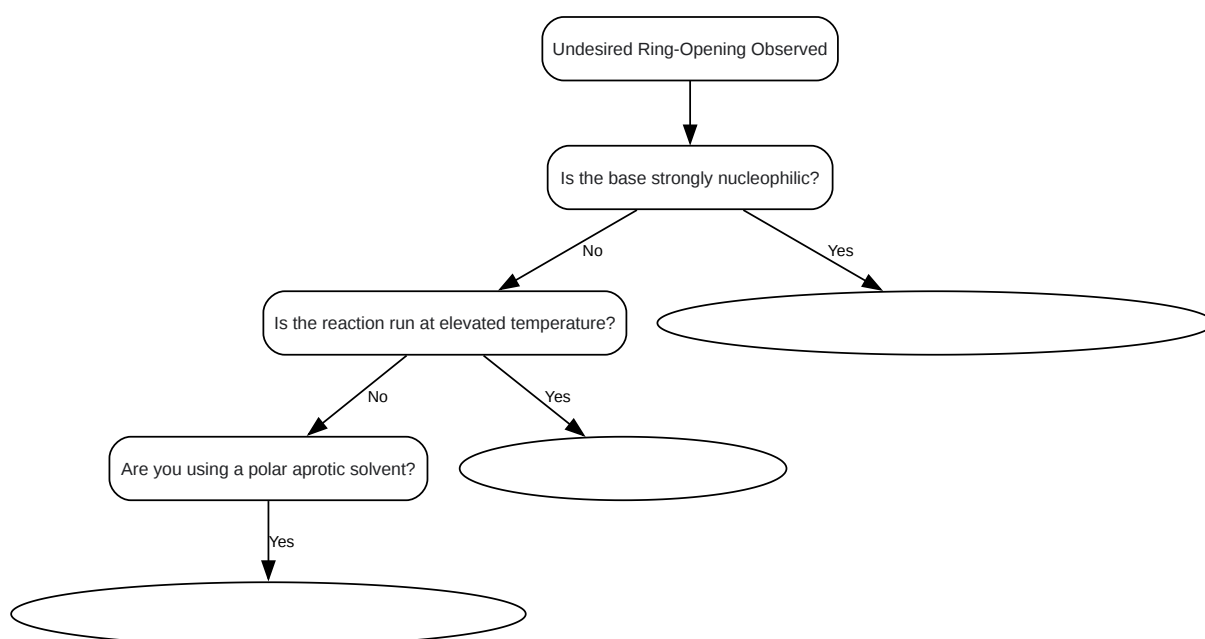 Undesired Ring-Opening Observed
Is the base strongly nucleophilic?
No
Yes
Is the reaction run at elevated temperature?
No
Yes
Are you using a polar aprotic solvent?
Yes